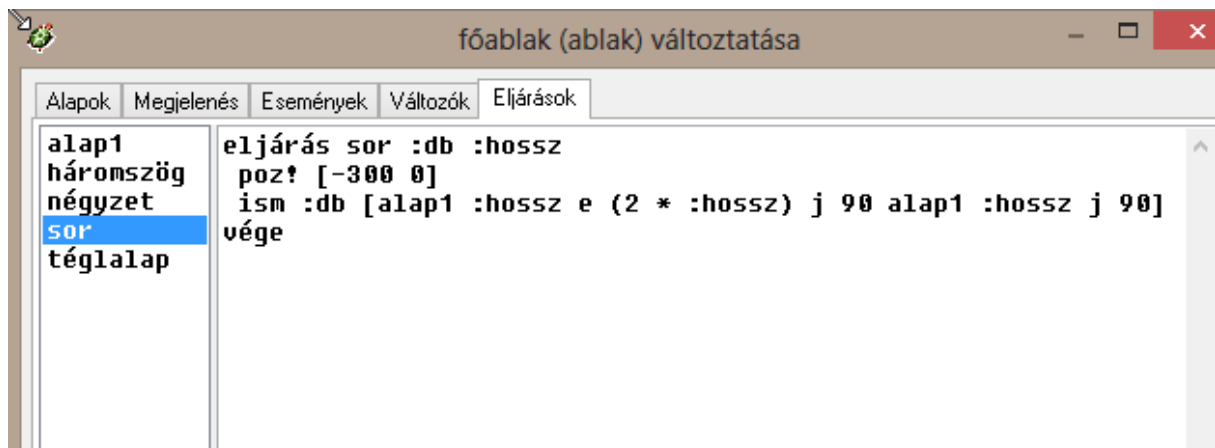 főablak (ablak) változtatása
Alapok Megjelenés Események Változók Eljárások
alap1
háromszög
négyzet
sor
téglalap
eljárás sor :db :hossz
poz! [-300 0]
ism :db [alap1 :hossz e (2 * :hossz) j 90 alap1 :hossz j 90]
vége